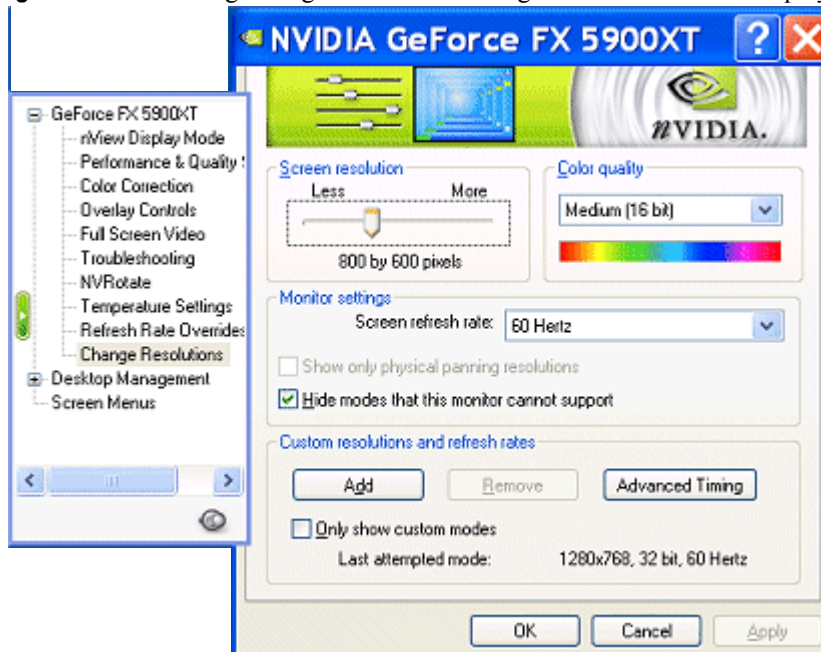 NVIDIA GeForce FX 5900XT
nVIDIA.
GeForce FX 5900XT
nView Display Mode
Performance & Quality
Color Correction
Overlay Controls
Full Screen Video
Troubleshooting
NVRotate
Temperature Settings
Refresh Rate Overrides
Change Resolutions
Desktop Management
Screen Menus
Screen resolution
Less More
800 by 600 pixels
Color quality
Medium (16 bit)
Monitor settings
Screen refresh rate: 60 Hertz
Show only physical panning resolutions
Hide modes that this monitor cannot support
Custom resolutions and refresh rates
Add Remove Advanced Timing
Only show custom modes
Last attempted mode: 1280x768, 32 bit, 60 Hertz
OK Cancel Apply